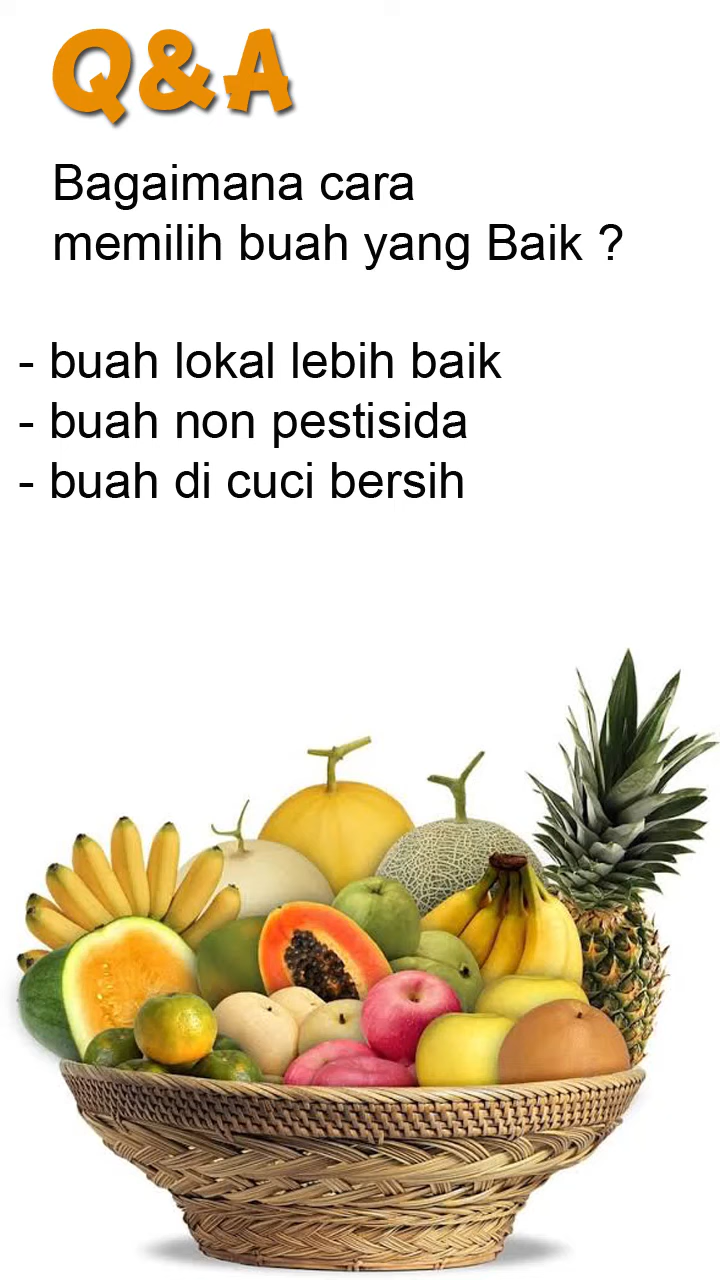 Q&A
Bagaimana cara
memilih buah yang Baik ?
- buah lokal lebih baik
- buah non pestisida
- buah di cuci bersih